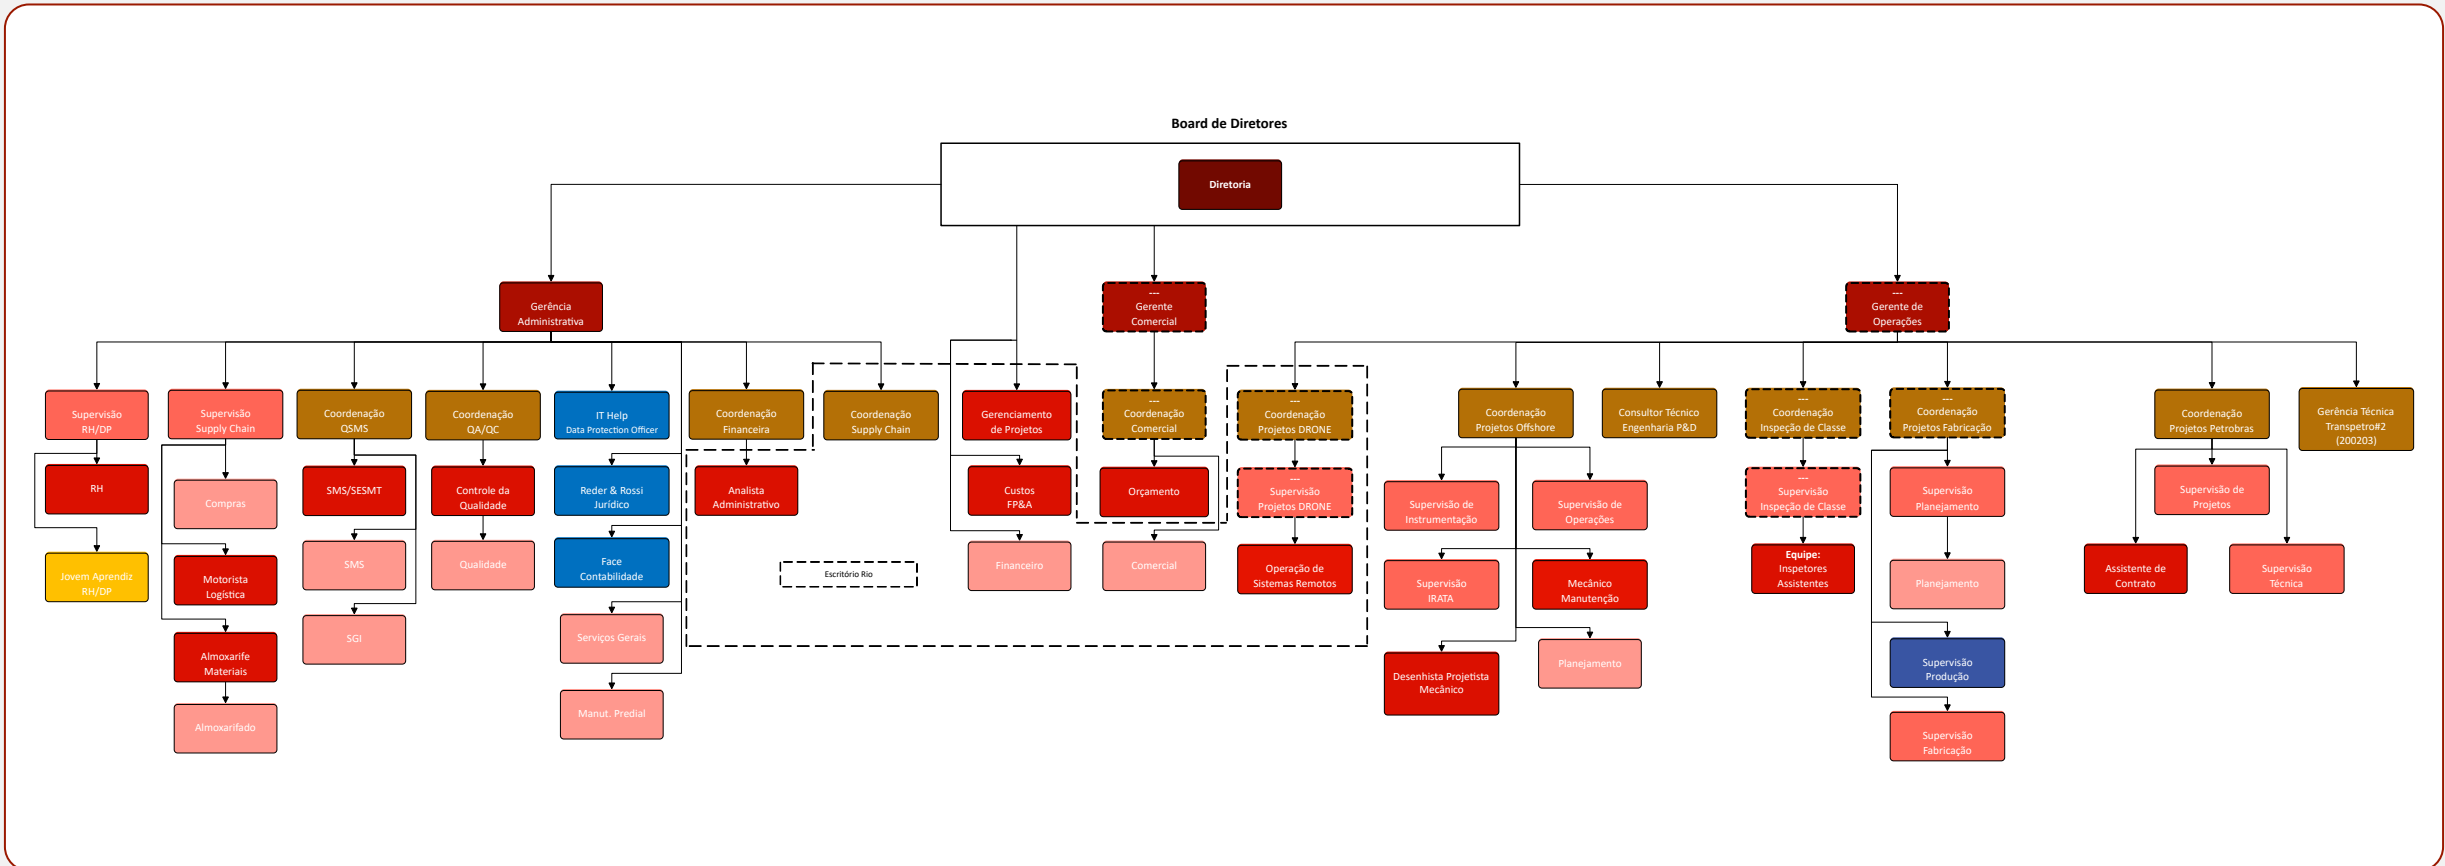 Board de Diretores
Diretoria
Gerência
Administrativa
---
Gerente
Comercial
---
Gerente de
Operações
Supervisão
RH/DP
Supervisão
Supply Chain
Coordenação
QSMS
Coordenação
QA/QC
IT Help
Data Protection Officer
Coordenação
Financeira
Coordenação
Supply Chain
Gerenciamento
de Projetos
---
Coordenação
Comercial
---
Coordenação
Projetos DRONE
Coordenação
Projetos Offshore
Consultor Técnico
Engenharia P&D
---
Coordenação
Inspeção de Classe
---
Coordenação
Projetos Fabricação
Coordenação
Projetos Petrobras
Gerência Técnica
Transpetro#2
(200203)
RH
Compras
SMS/SESMT
Controle da
Qualidade
Reder & Rossi
Jurídico
Analista
Administrativo
Custos
FP&A
Orçamento
---
Supervisão
Projetos DRONE
Supervisão de
Instrumentação
Supervisão de
Operações
---
Supervisão
Inspeção de Classe
Supervisão
Planejamento
Supervisão de
Projetos
Jovem Aprendiz
RH/DP
Motorista
Logística
SMS
Qualidade
Face
Contabilidade
Escritório Rio
Financeiro
Comercial
Operação de
Sistemas Remotos
Supervisão
IRATA
Mecânico
Manutenção
Equipe:
Inspetores
Assistentes
Planejamento
Assistente de
Contrato
Supervisão
Técnica
Almoxarife
Materiais
SGI
Serviços Gerais
Desenhista Projetista
Mecânico
Planejamento
Supervisão
Produção
Almoxarifado
Manut. Predial
Supervisão
Fabricação